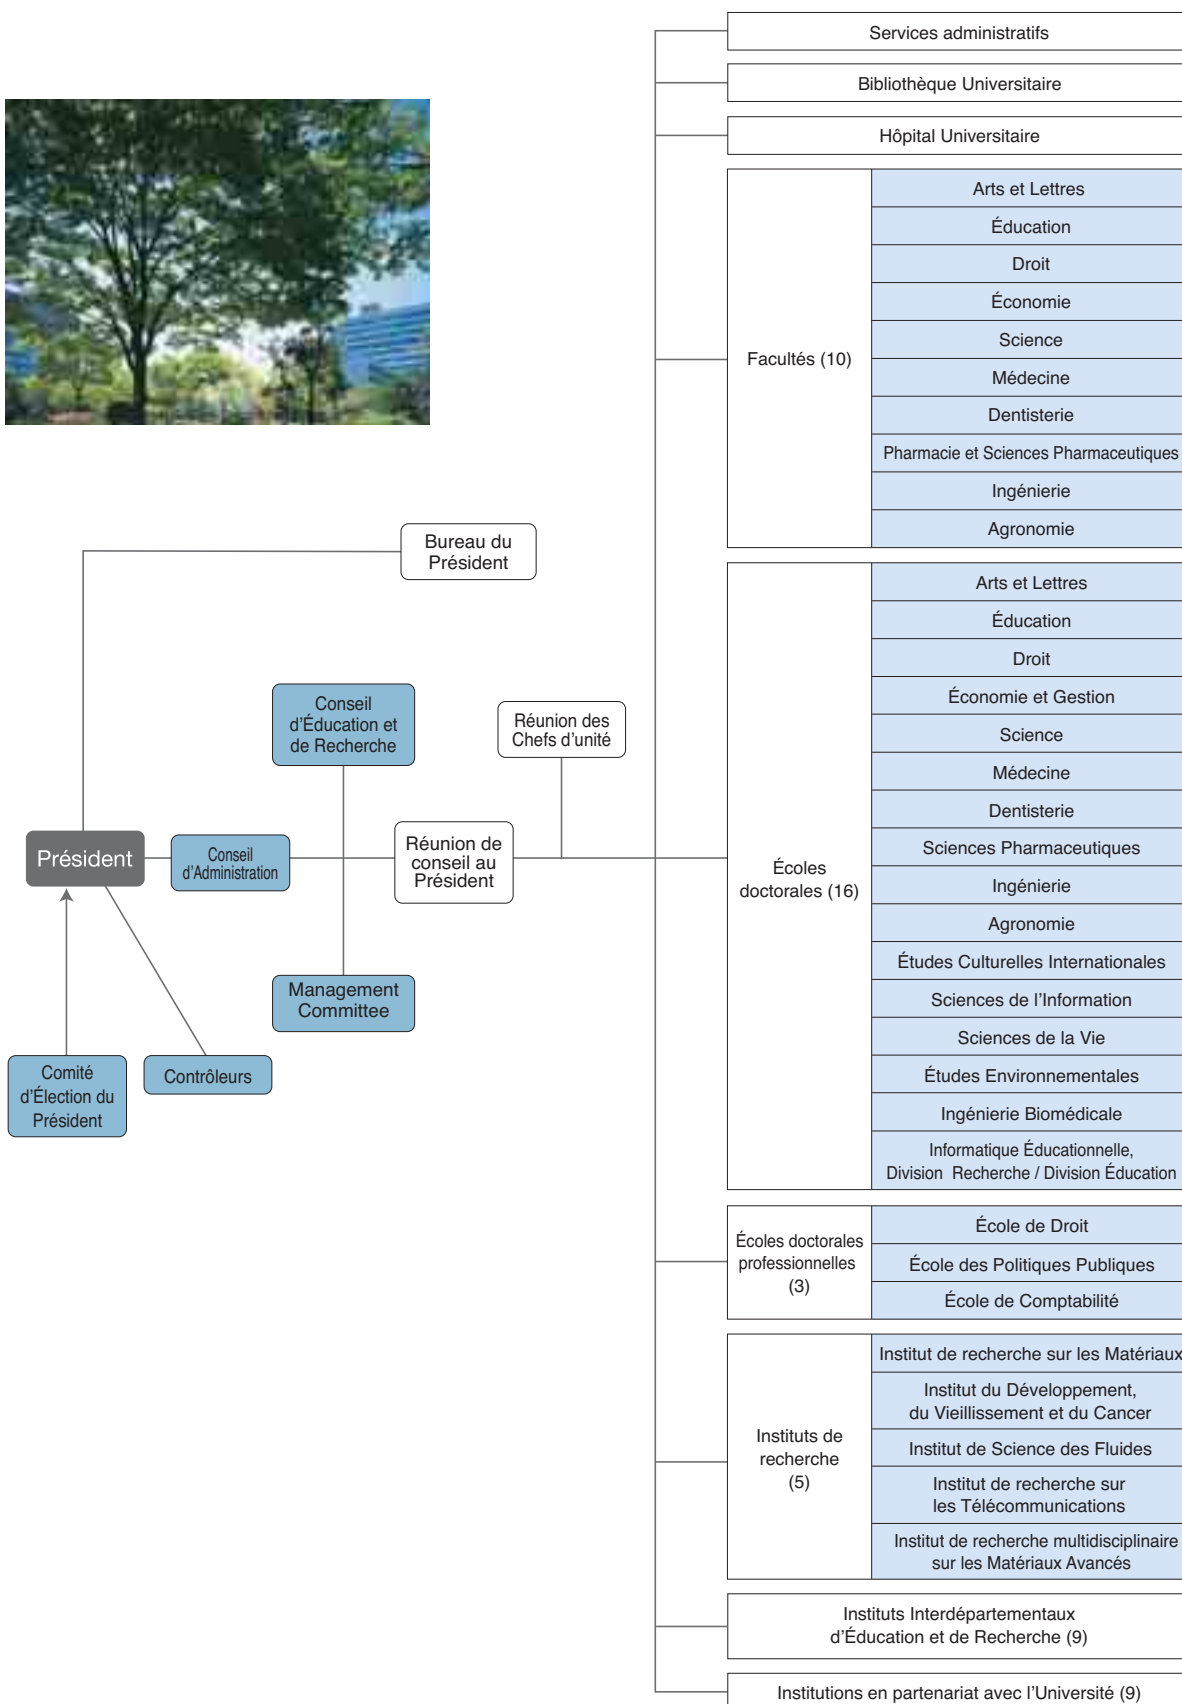 Services administratifs
Bibliothèque Universitaire
Hôpital Universitaire
Facultés (10)
Arts et Lettres
Éducation
Droit
Économie
Science
Médecine
Dentisterie
Pharmacie et Sciences Pharmaceutiques
Ingénierie
Agronomie
Bureau du
Président
Conseil
d'Éducation et
de Recherche
Réunion des
Chefs d'unité
Président
Conseil
d'Administration
Réunion de
conseil au
Président
Management
Committee
Comité
d'Élection du
Président
Contrôleurs
Écoles
doctorales (16)
Arts et Lettres
Éducation
Droit
Économie et Gestion
Science
Médecine
Dentisterie
Sciences Pharmaceutiques
Ingénierie
Agronomie
Études Culturelles Internationales
Sciences de l'Information
Sciences de la Vie
Études Environnementales
Ingénierie Biomédicale
Informatique Éducationnelle,
Division Recherche / Division Éducation
Écoles doctorales
professionnelles
(3)
École de Droit
École des Politiques Publiques
École de Comptabilité
Instituts de
recherche
(5)
Institut de recherche sur les Matériaux
Institut du Développement,
du Vieillissement et du Cancer
Institut de Science des Fluides
Institut de recherche sur
les Télécommunications
Institut de recherche multidisciplinaire
sur les Matériaux Avancés
Instituts Interdépartementaux
d'Éducation et de Recherche (9)
Institutions en partenariat avec l'Université (9)